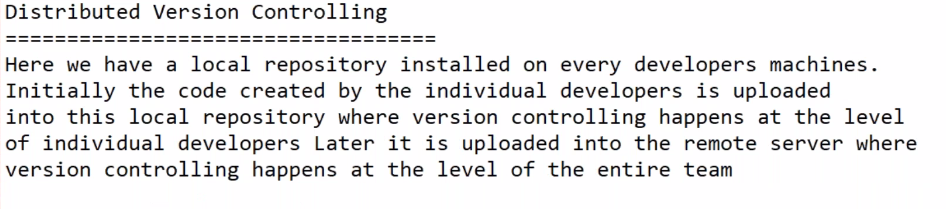 Distributed Version Controlling
===================================
Here we have a local repository installed on every developers machines.
Initially the code created by the individual developers is uploaded
into this local repository where version controlling happens at the level
of individual developers Later it is uploaded into the remote server where
version controlling happens at the level of the entire team